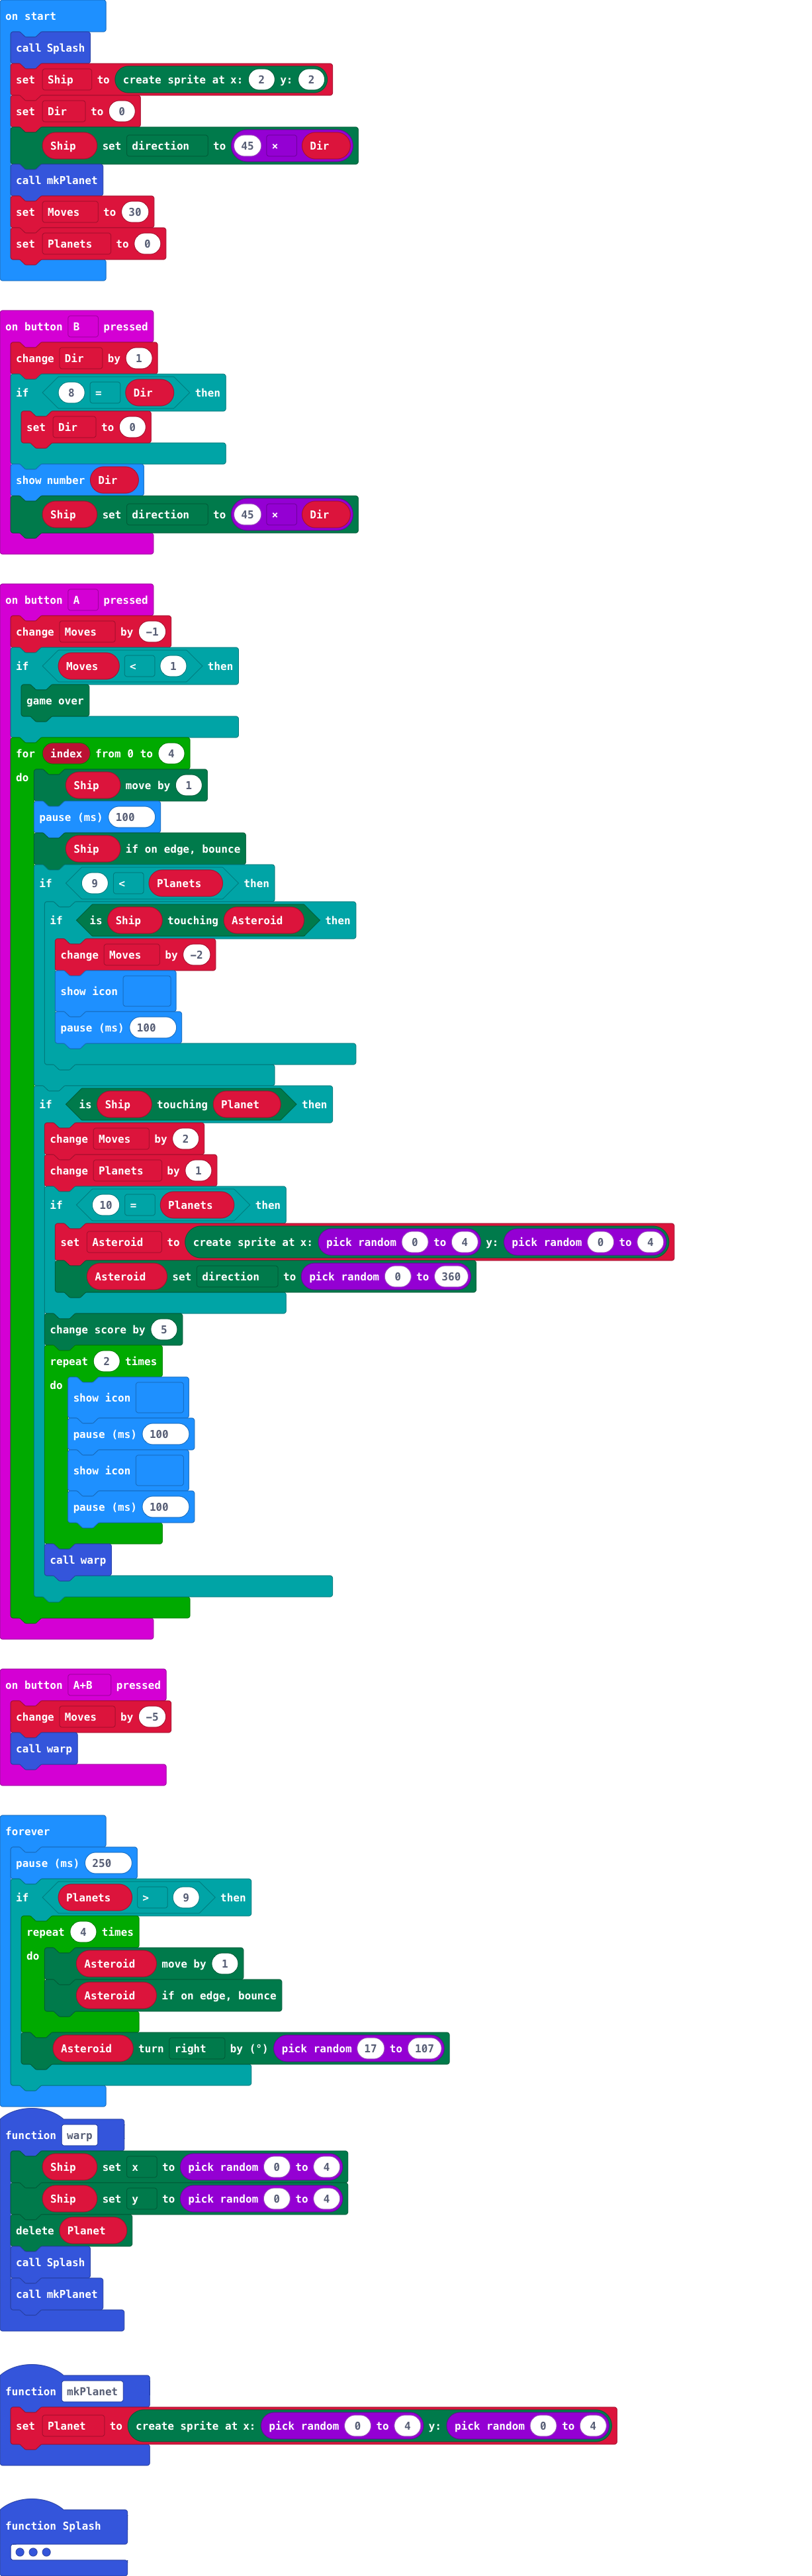 on start
call Splash
set Ship to create sprite at x: 2 y: 2
set Dir to 0
Ship set direction to 45 × Dir
call mkPlanet
set Moves to 30
set Planets to 0
on button B pressed
change Dir by 1
if 8 = Dir then
set Dir to 0
show number Dir
Ship set direction to 45 × Dir
on button A pressed
change Moves by −1
if Moves < 1 then
game over
for index from 0 to 4
do Ship move by 1
pause (ms) 100
Ship if on edge, bounce
if 9 < Planets then
if is Ship touching Asteroid then
change Moves by −2
show icon
pause (ms) 100
if is Ship touching Planet then
change Moves by 2
change Planets by 1
if 10 = Planets then
set Asteroid to create sprite at x: pick random 0 to 4 y: pick random 0 to 4
Asteroid set direction to pick random 0 to 360
change score by 5
repeat 2 times
do show icon
pause (ms) 100
show icon
pause (ms) 100
call warp
on button A+B pressed
change Moves by −5
call warp
forever
pause (ms) 250
if Planets > 9 then
repeat 4 times
do Asteroid move by 1
Asteroid if on edge, bounce
Asteroid turn right by (°) pick random 17 to 107
function warp
Ship set x to pick random 0 to 4
Ship set y to pick random 0 to 4
delete Planet
call Splash
call mkPlanet
function mkPlanet
set Planet to create sprite at x: pick random 0 to 4 y: pick random 0 to 4
function Splash